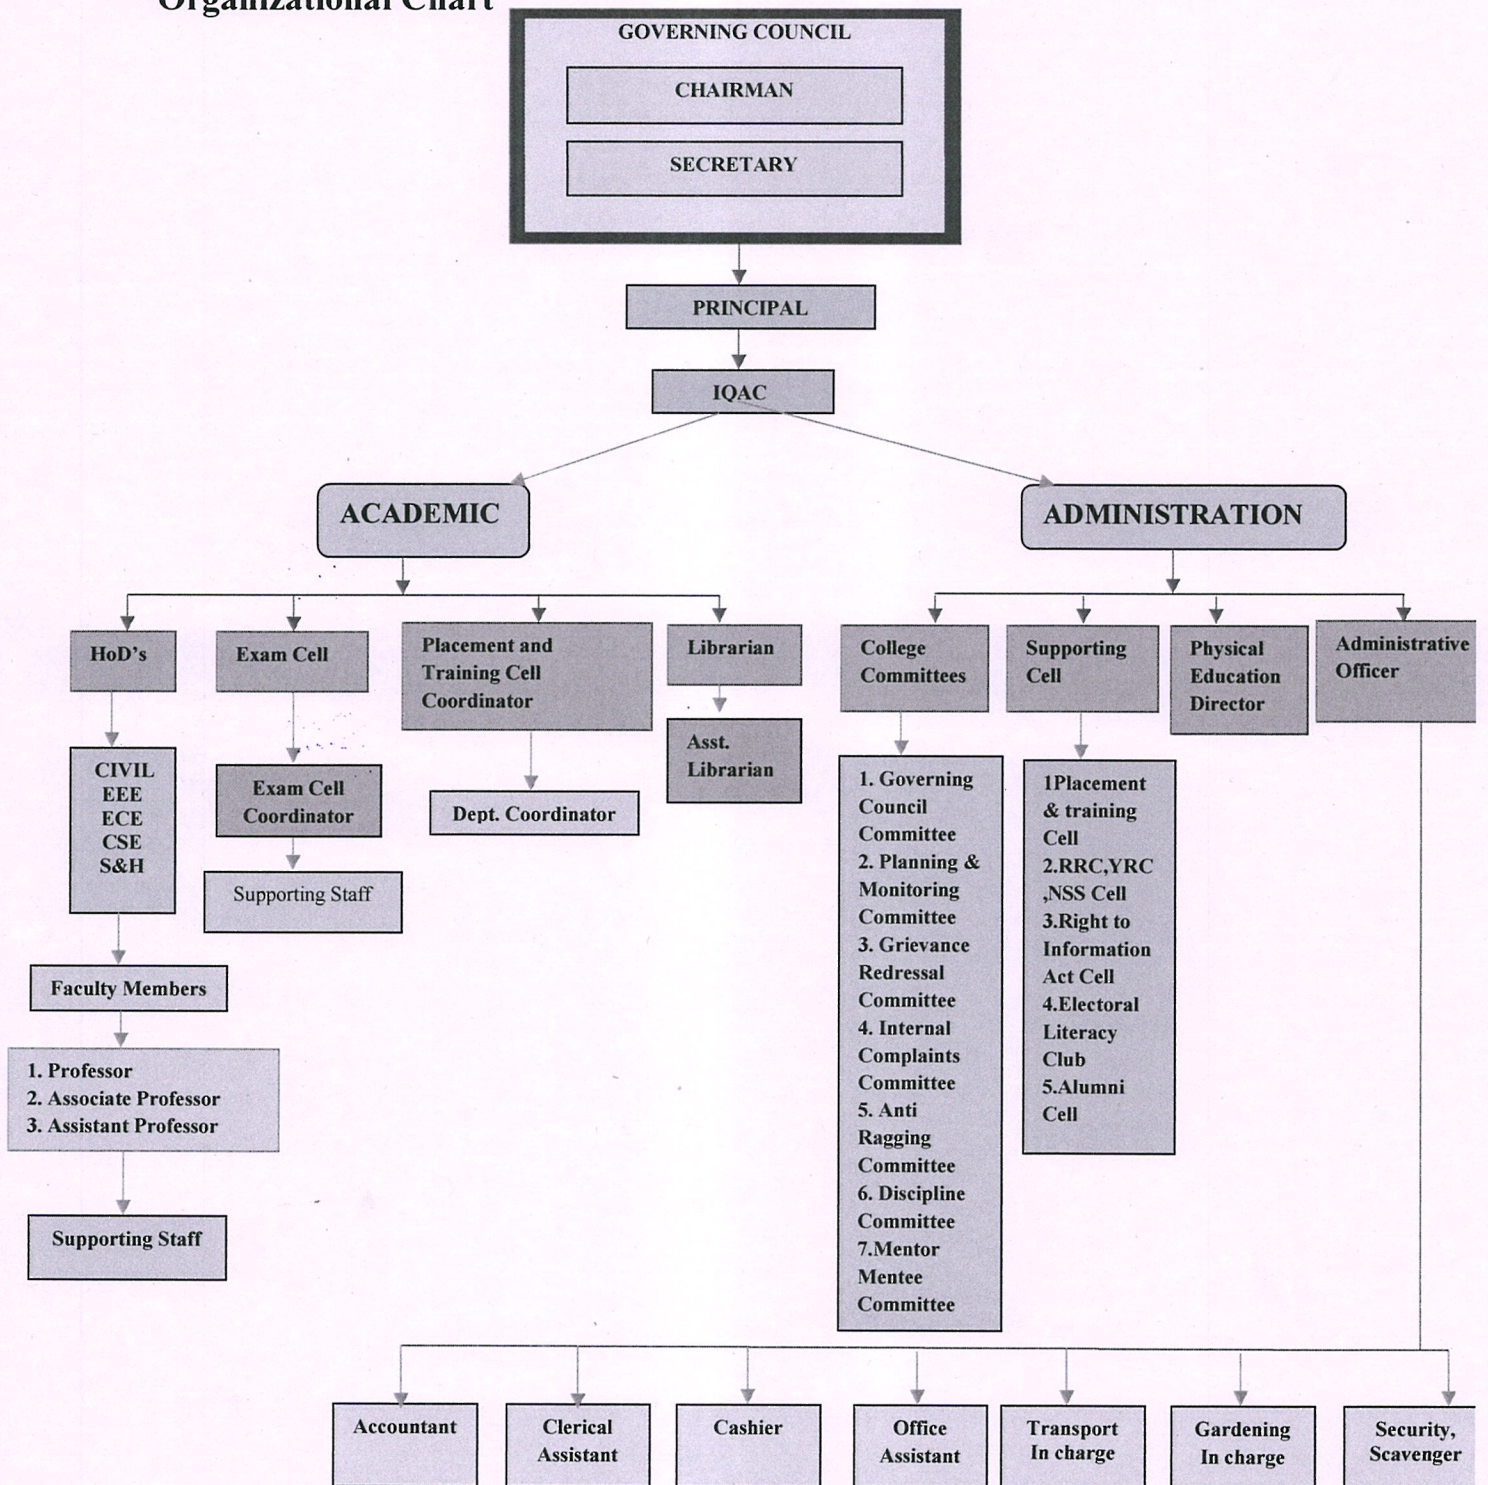 Organizational Chart
GOVERNING COUNCIL
CHAIRMAN
SECRETARY
PRINCIPAL
IQAC
ACADEMIC
ADMINISTRATION
HoD's
Exam Cell
Placement and
Training Cell
Coordinator
Librarian
College
Committees
Supporting
Cell
Physical
Education
Director
Administrative
Officer
CIVIL
EEE
ECE
CSE
S&H
Exam Cell
Coordinator
Dept. Coordinator
Asst.
Librarian
Supporting Staff
Faculty Members
1. Professor
2. Associate Professor
3. Assistant Professor
Supporting Staff
1. Governing
Council
Committee
2. Planning &
Monitoring
Committee
3. Grievance
Redressal
Committee
4. Internal
Complaints
Committee
5. Anti
Ragging
Committee
6. Discipline
Committee
7.Mentor
Mentee
Committee
1Placement
& training
Cell
2.RRC,YRC
,NSS Cell
3.Right to
Information
Act Cell
4.Electoral
Literacy
Club
5.Alumni
Cell
Accountant
Clerical
Assistant
Cashier
Office
Assistant
Transport
In charge
Gardening
In charge
Security,
Scavenger